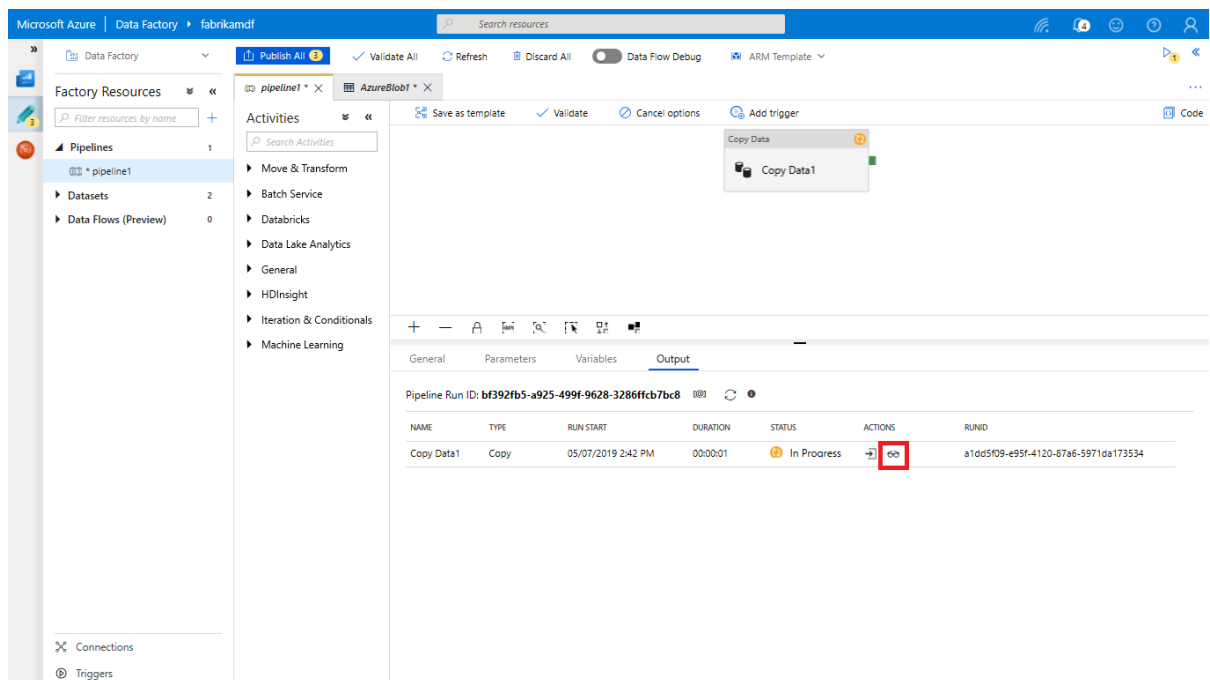 Microsoft Azure | Data Factory ▸ fabrikamdf
Search resources
4
» Data Factory
Publish All 3 Validate All Refresh Discard All Data Flow Debug ARM Template
1 «
Factory Resources «
pipeline1 * × AzureBlob1 * ×
...
Filter resources by name +
Activities «
Save as template Validate Cancel options Add trigger
Code
3
Search Activities
Pipelines 1
* pipeline1
Datasets 2
Data Flows (Preview) 0
Move & Transform
Batch Service
Databricks
Data Lake Analytics
General
HDInsight
Iteration & Conditionals
Machine Learning
Copy Data
Copy Data1
General Parameters Variables Output
Pipeline Run ID: bf392fb5-a925-499f-9628-3286ffcb7bc8
NAME TYPE RUN START DURATION STATUS ACTIONS RUNID
Copy Data1 Copy 05/07/2019 2:42 PM 00:00:01 In Progress a1dd5f09-e95f-4120-87a6-5971da173534
Connections
Triggers